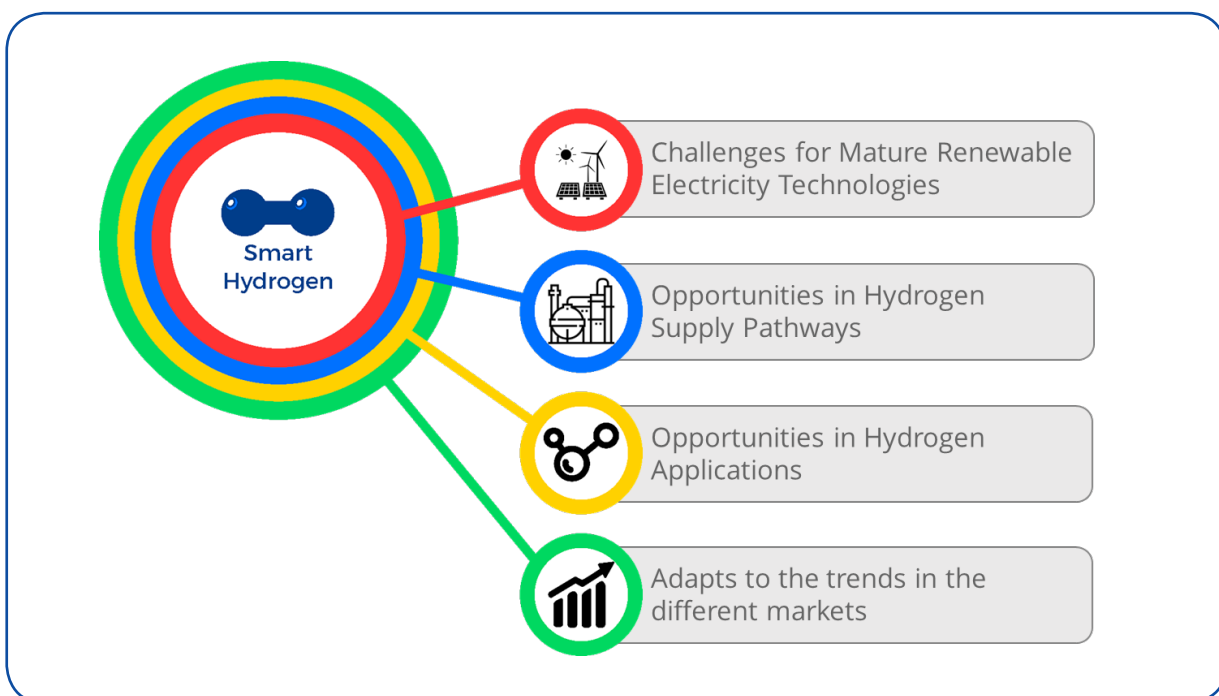 Smart
Hydrogen
Challenges for Mature Renewable
Electricity Technologies
Opportunities in Hydrogen
Supply Pathways
Opportunities in Hydrogen
Applications
Adapts to the trends in the
different markets